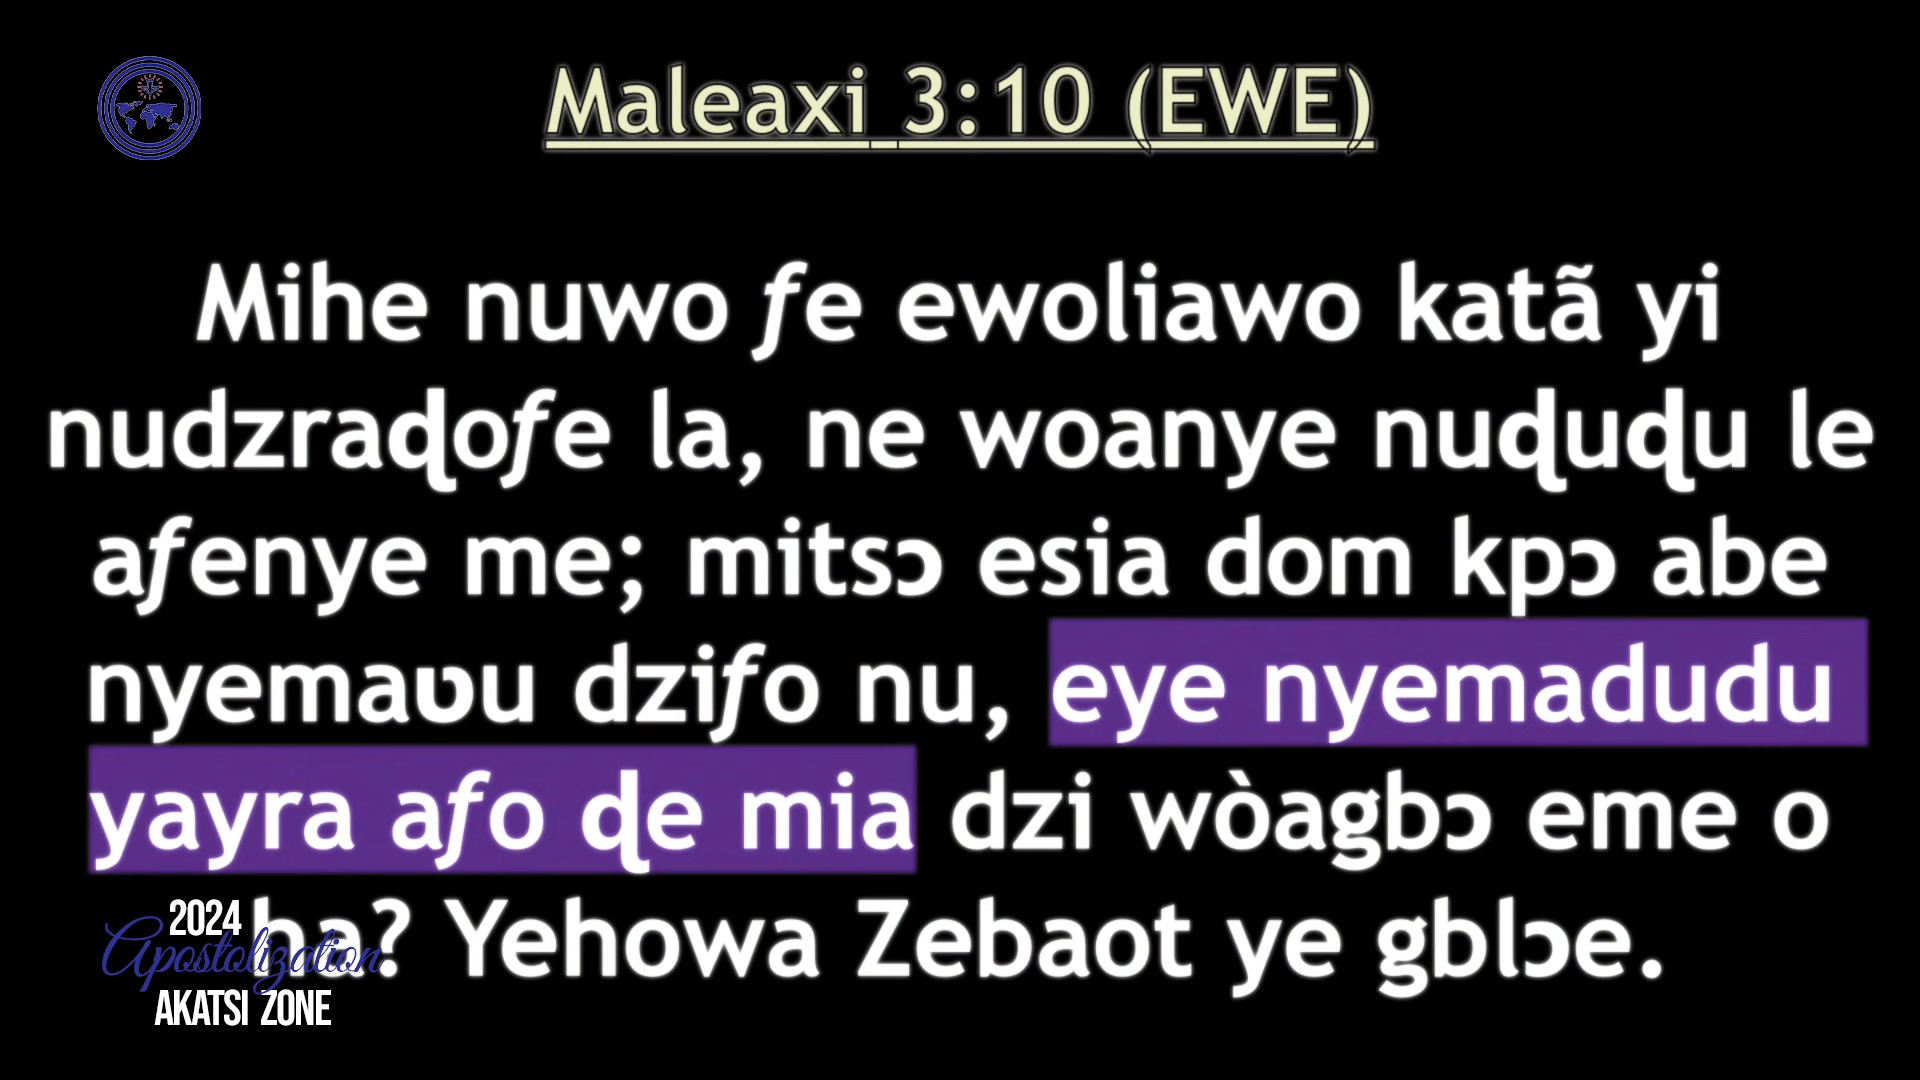 Maleaxi 3:10 (EWE)
Mihe nuwo ƒe ewoliawo katã yi
nudzraɖoƒe la, ne woanye nuɖuɖu le
aƒenye me; mitsɔ esia dom kpɔ abe
nyemaʋu dziƒo nu, eye nyemadudu
yayra aƒo ɖe mia dzi wòagbɔ eme o
ha? Yehowa Zebaot ye gblɔe.
2024
Apostolization
AKATSI ZONE